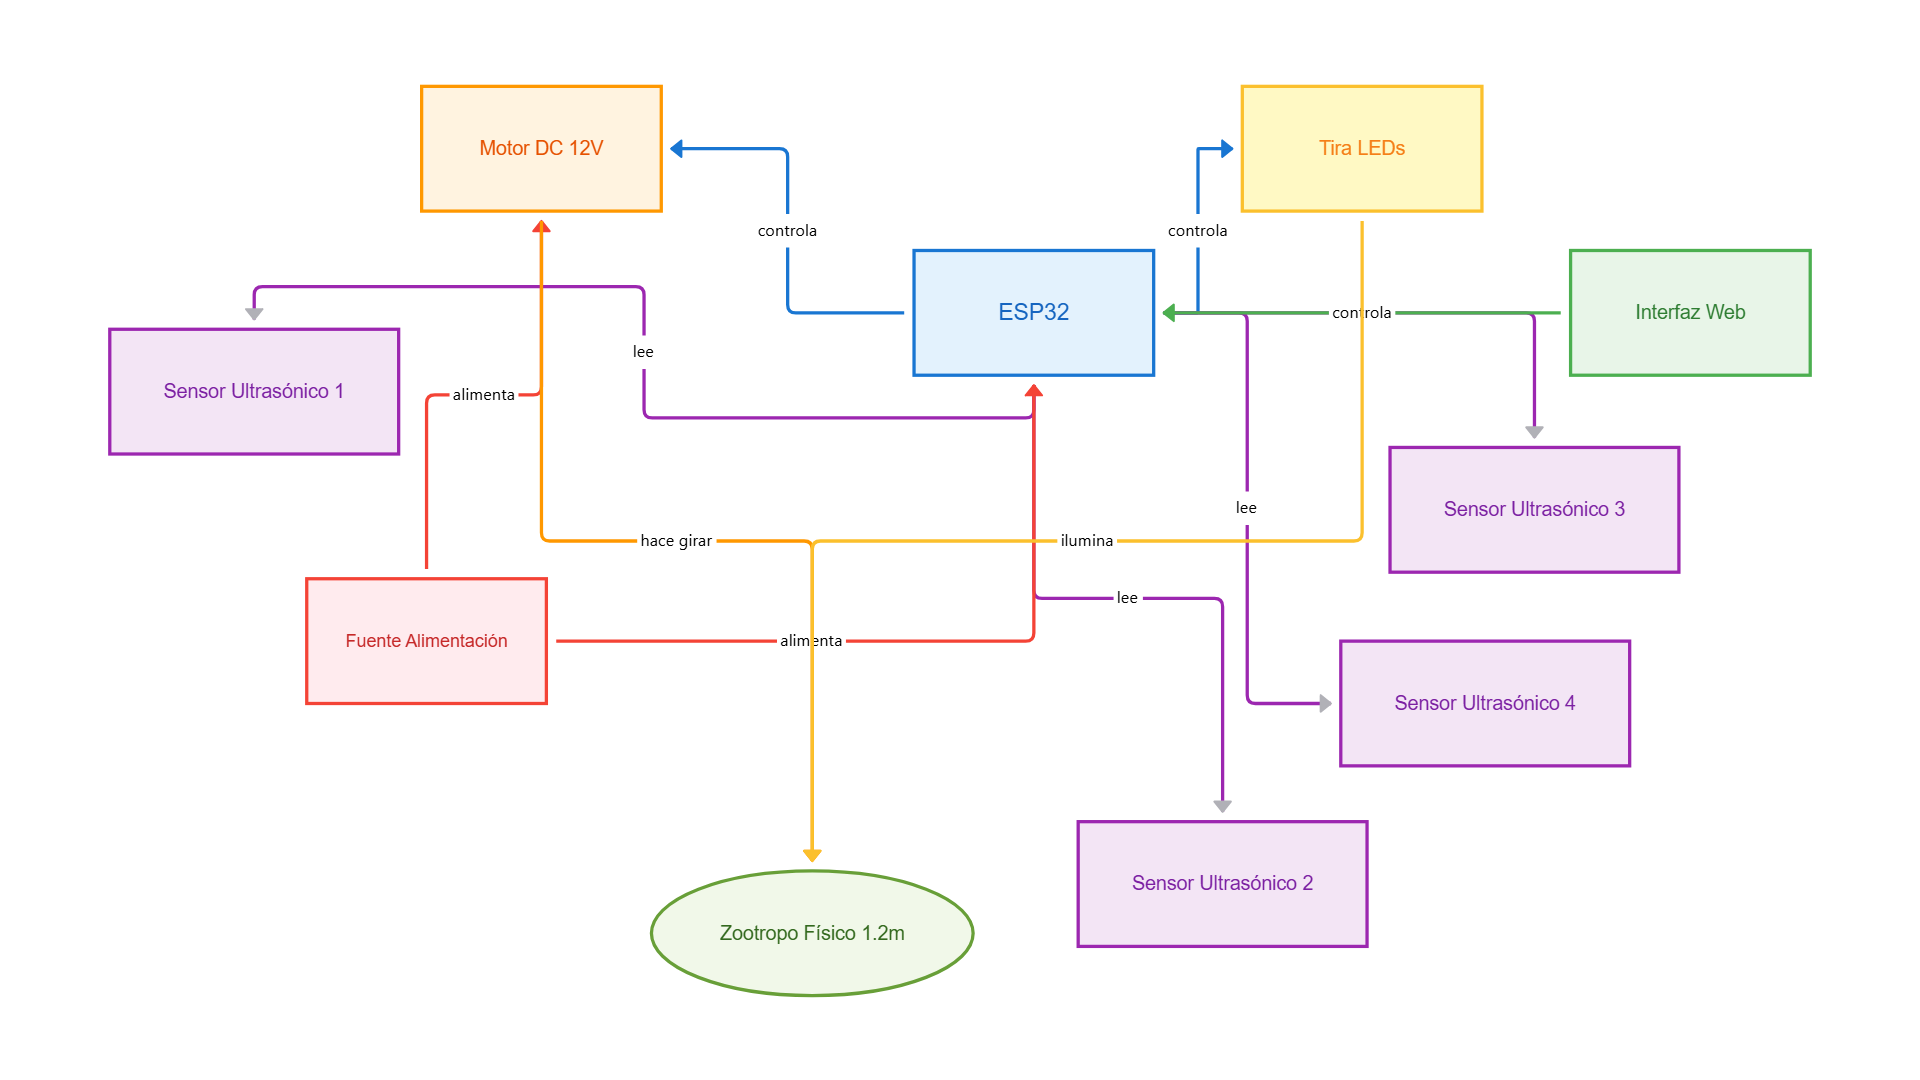 Motor DC 12V
Tira LEDs
controla
controla
ESP32
controla
Interfaz Web
lee
Sensor Ultrasónico 1
alimenta
lee
Sensor Ultrasónico 3
hace girar
ilumina
lee
Fuente Alimentación
alimenta
Sensor Ultrasónico 4
Sensor Ultrasónico 2
Zootropo Físico 1.2m